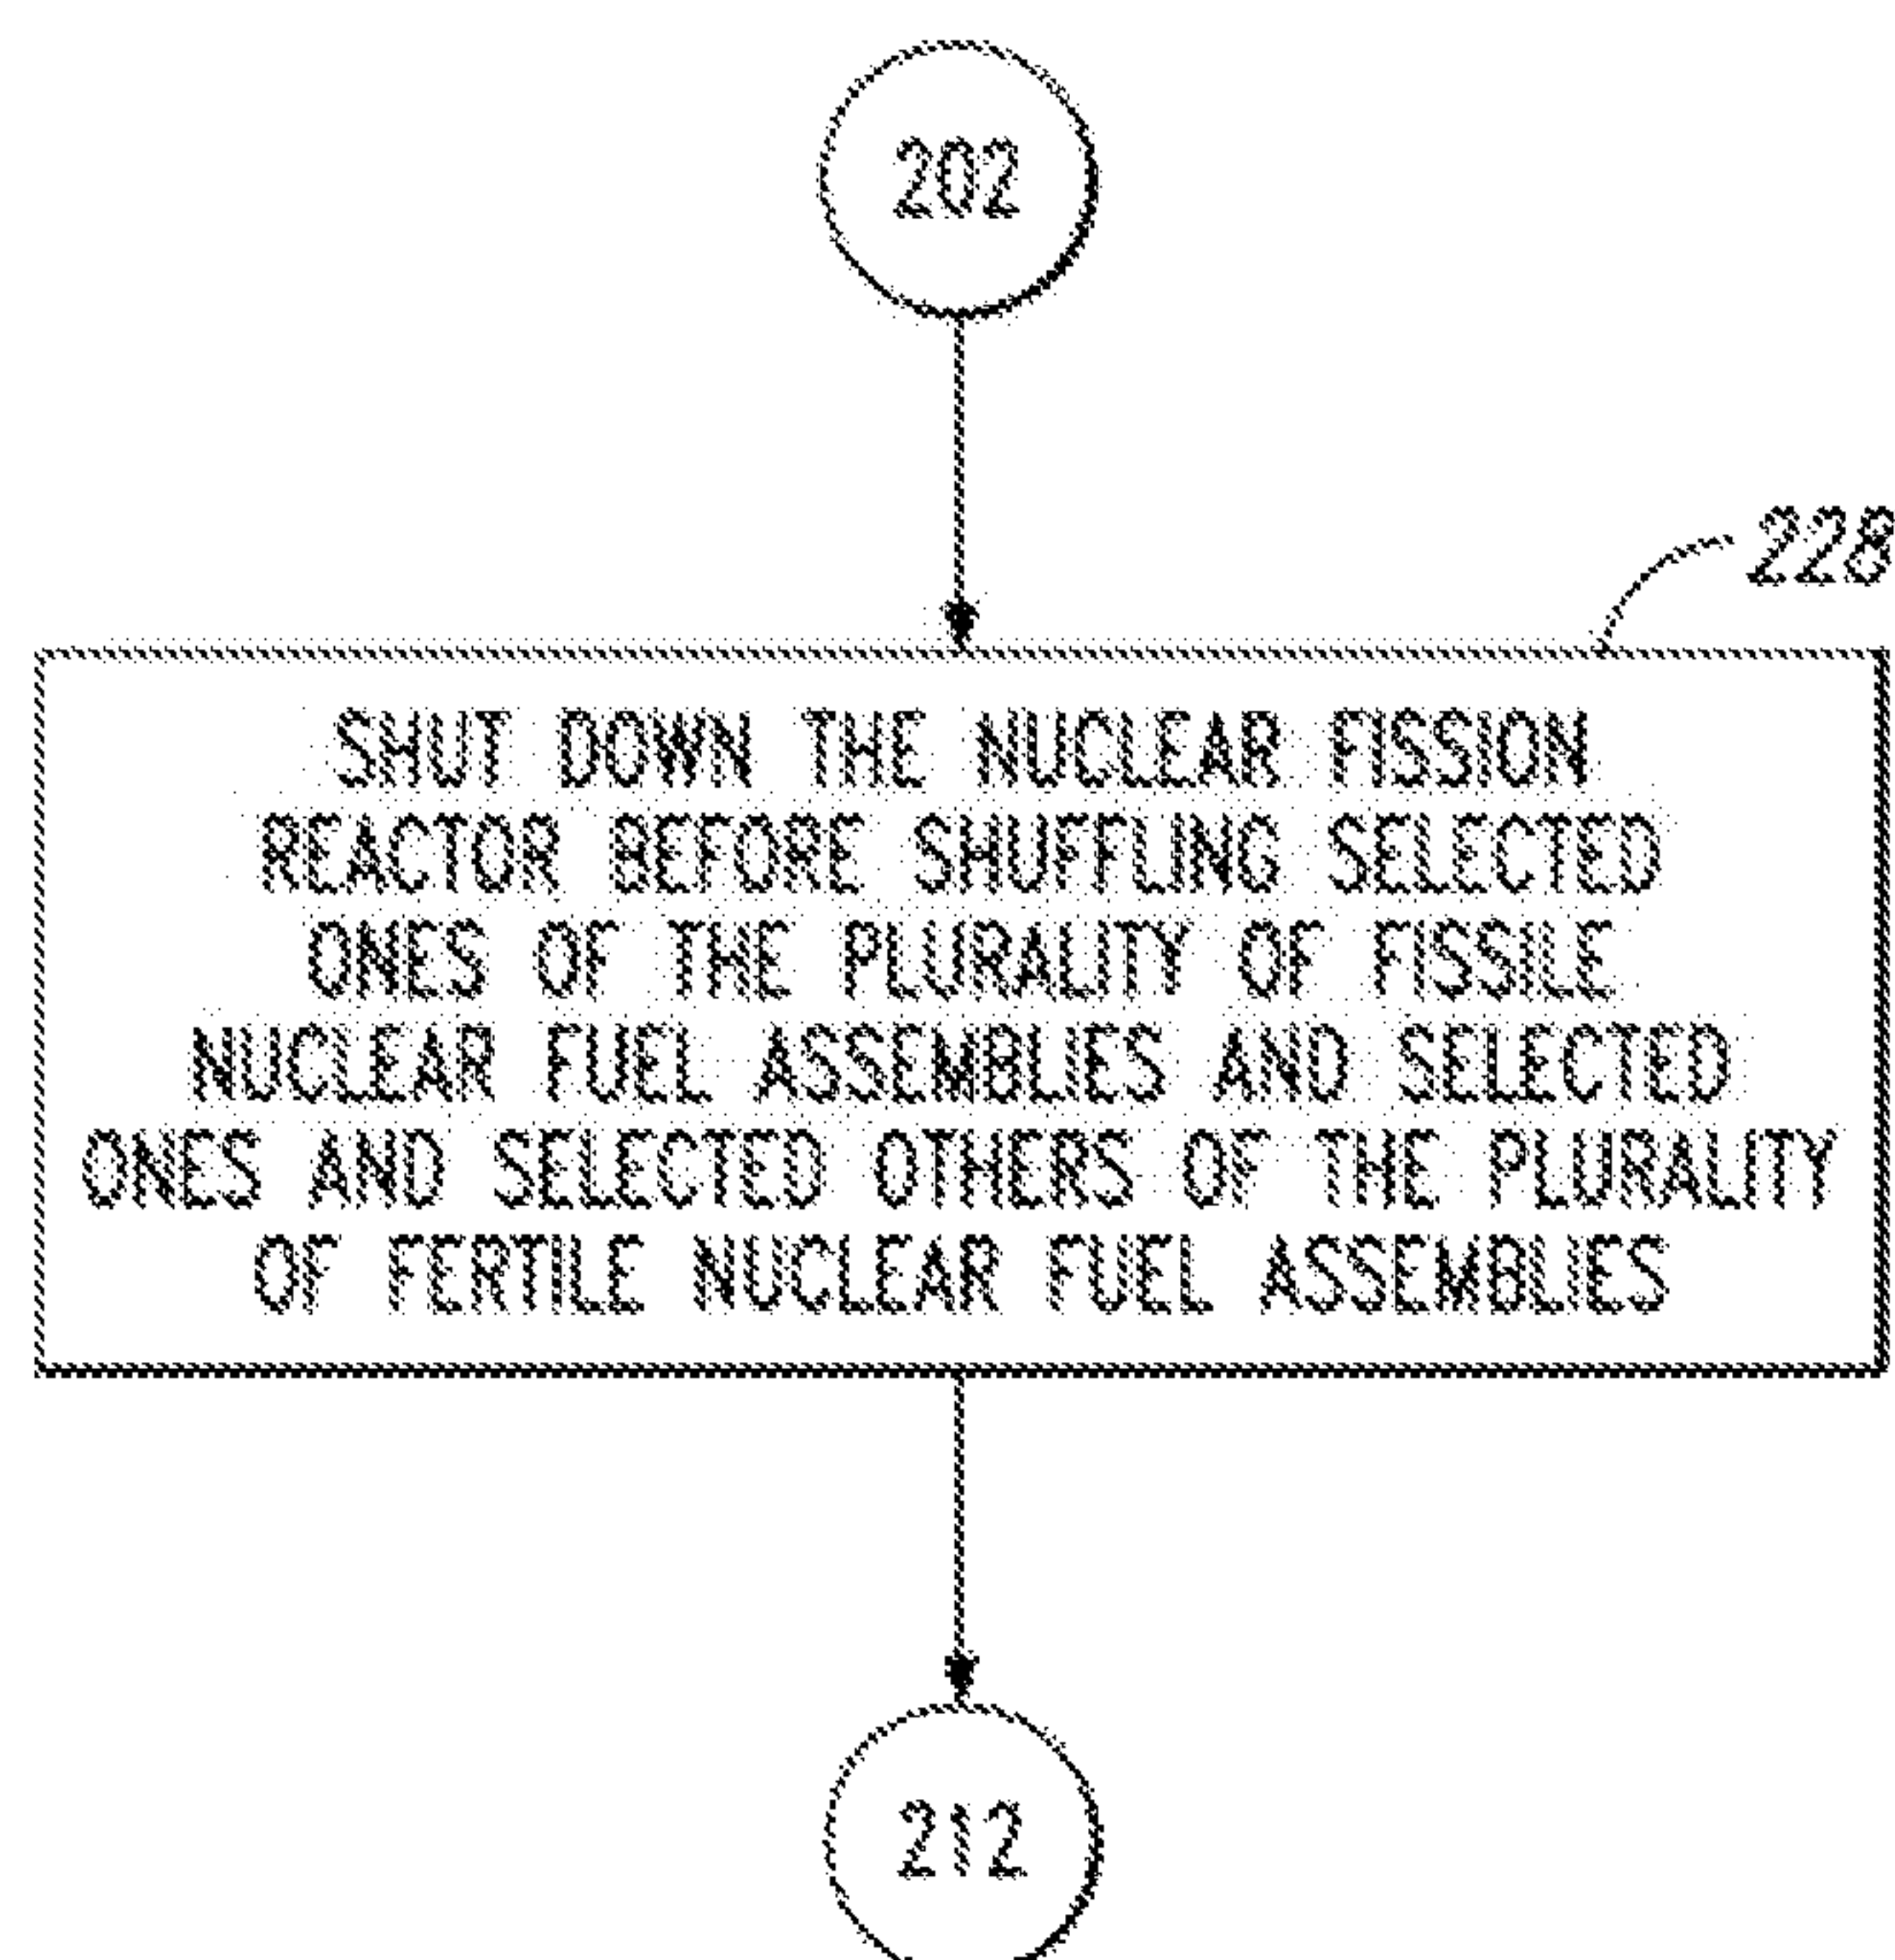 202
228
SHUT DOWN THE NUCLEAR FISSION
REACTOR BEFORE SHUFFLING SELECTED
ONES OF THE PLURALITY OF FISSILE
NUCLEAR FUEL ASSEMBLIES AND SELECTED
ONES AND SELECTED OTHERS OF THE PLURALITY
OF FERTILE NUCLEAR FUEL ASSEMBLIES
212